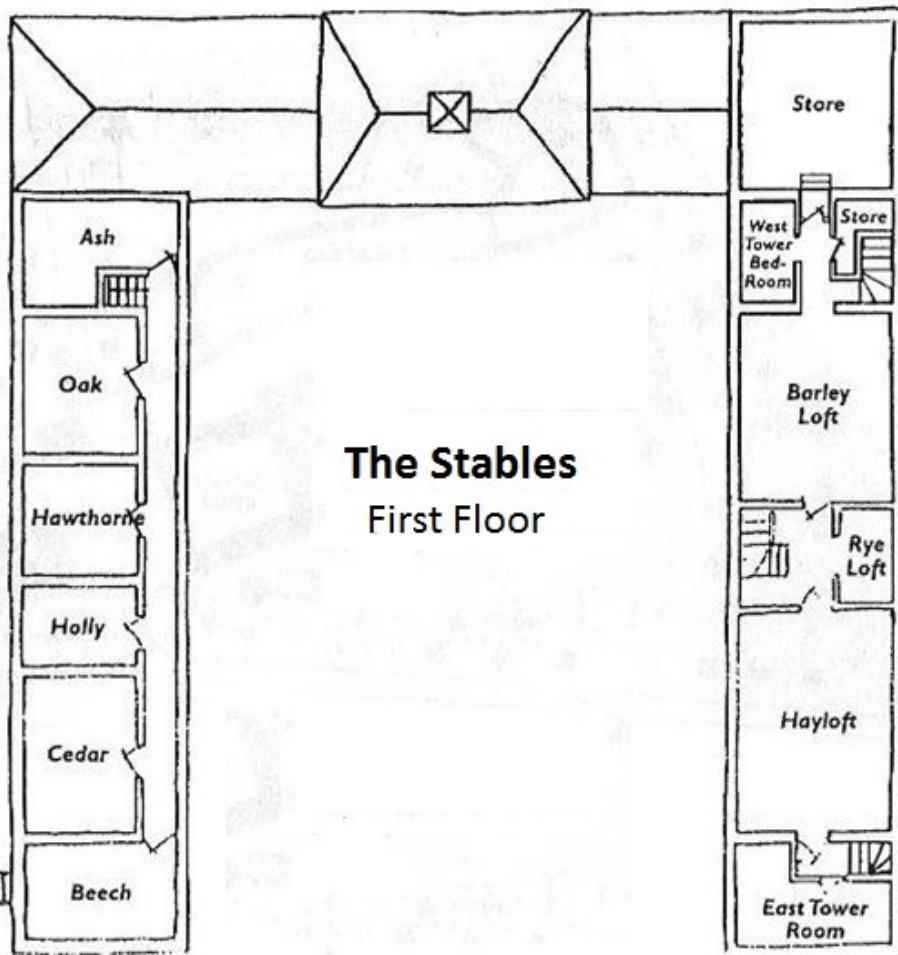 Ash
Oak
Hawthorne
Holly
Cedar
Beech
The Stables
First Floor
Store
West
Tower
Bed-
Room
Store
Barley
Loft
Rye
Loft
Hayloft
East Tower
Room